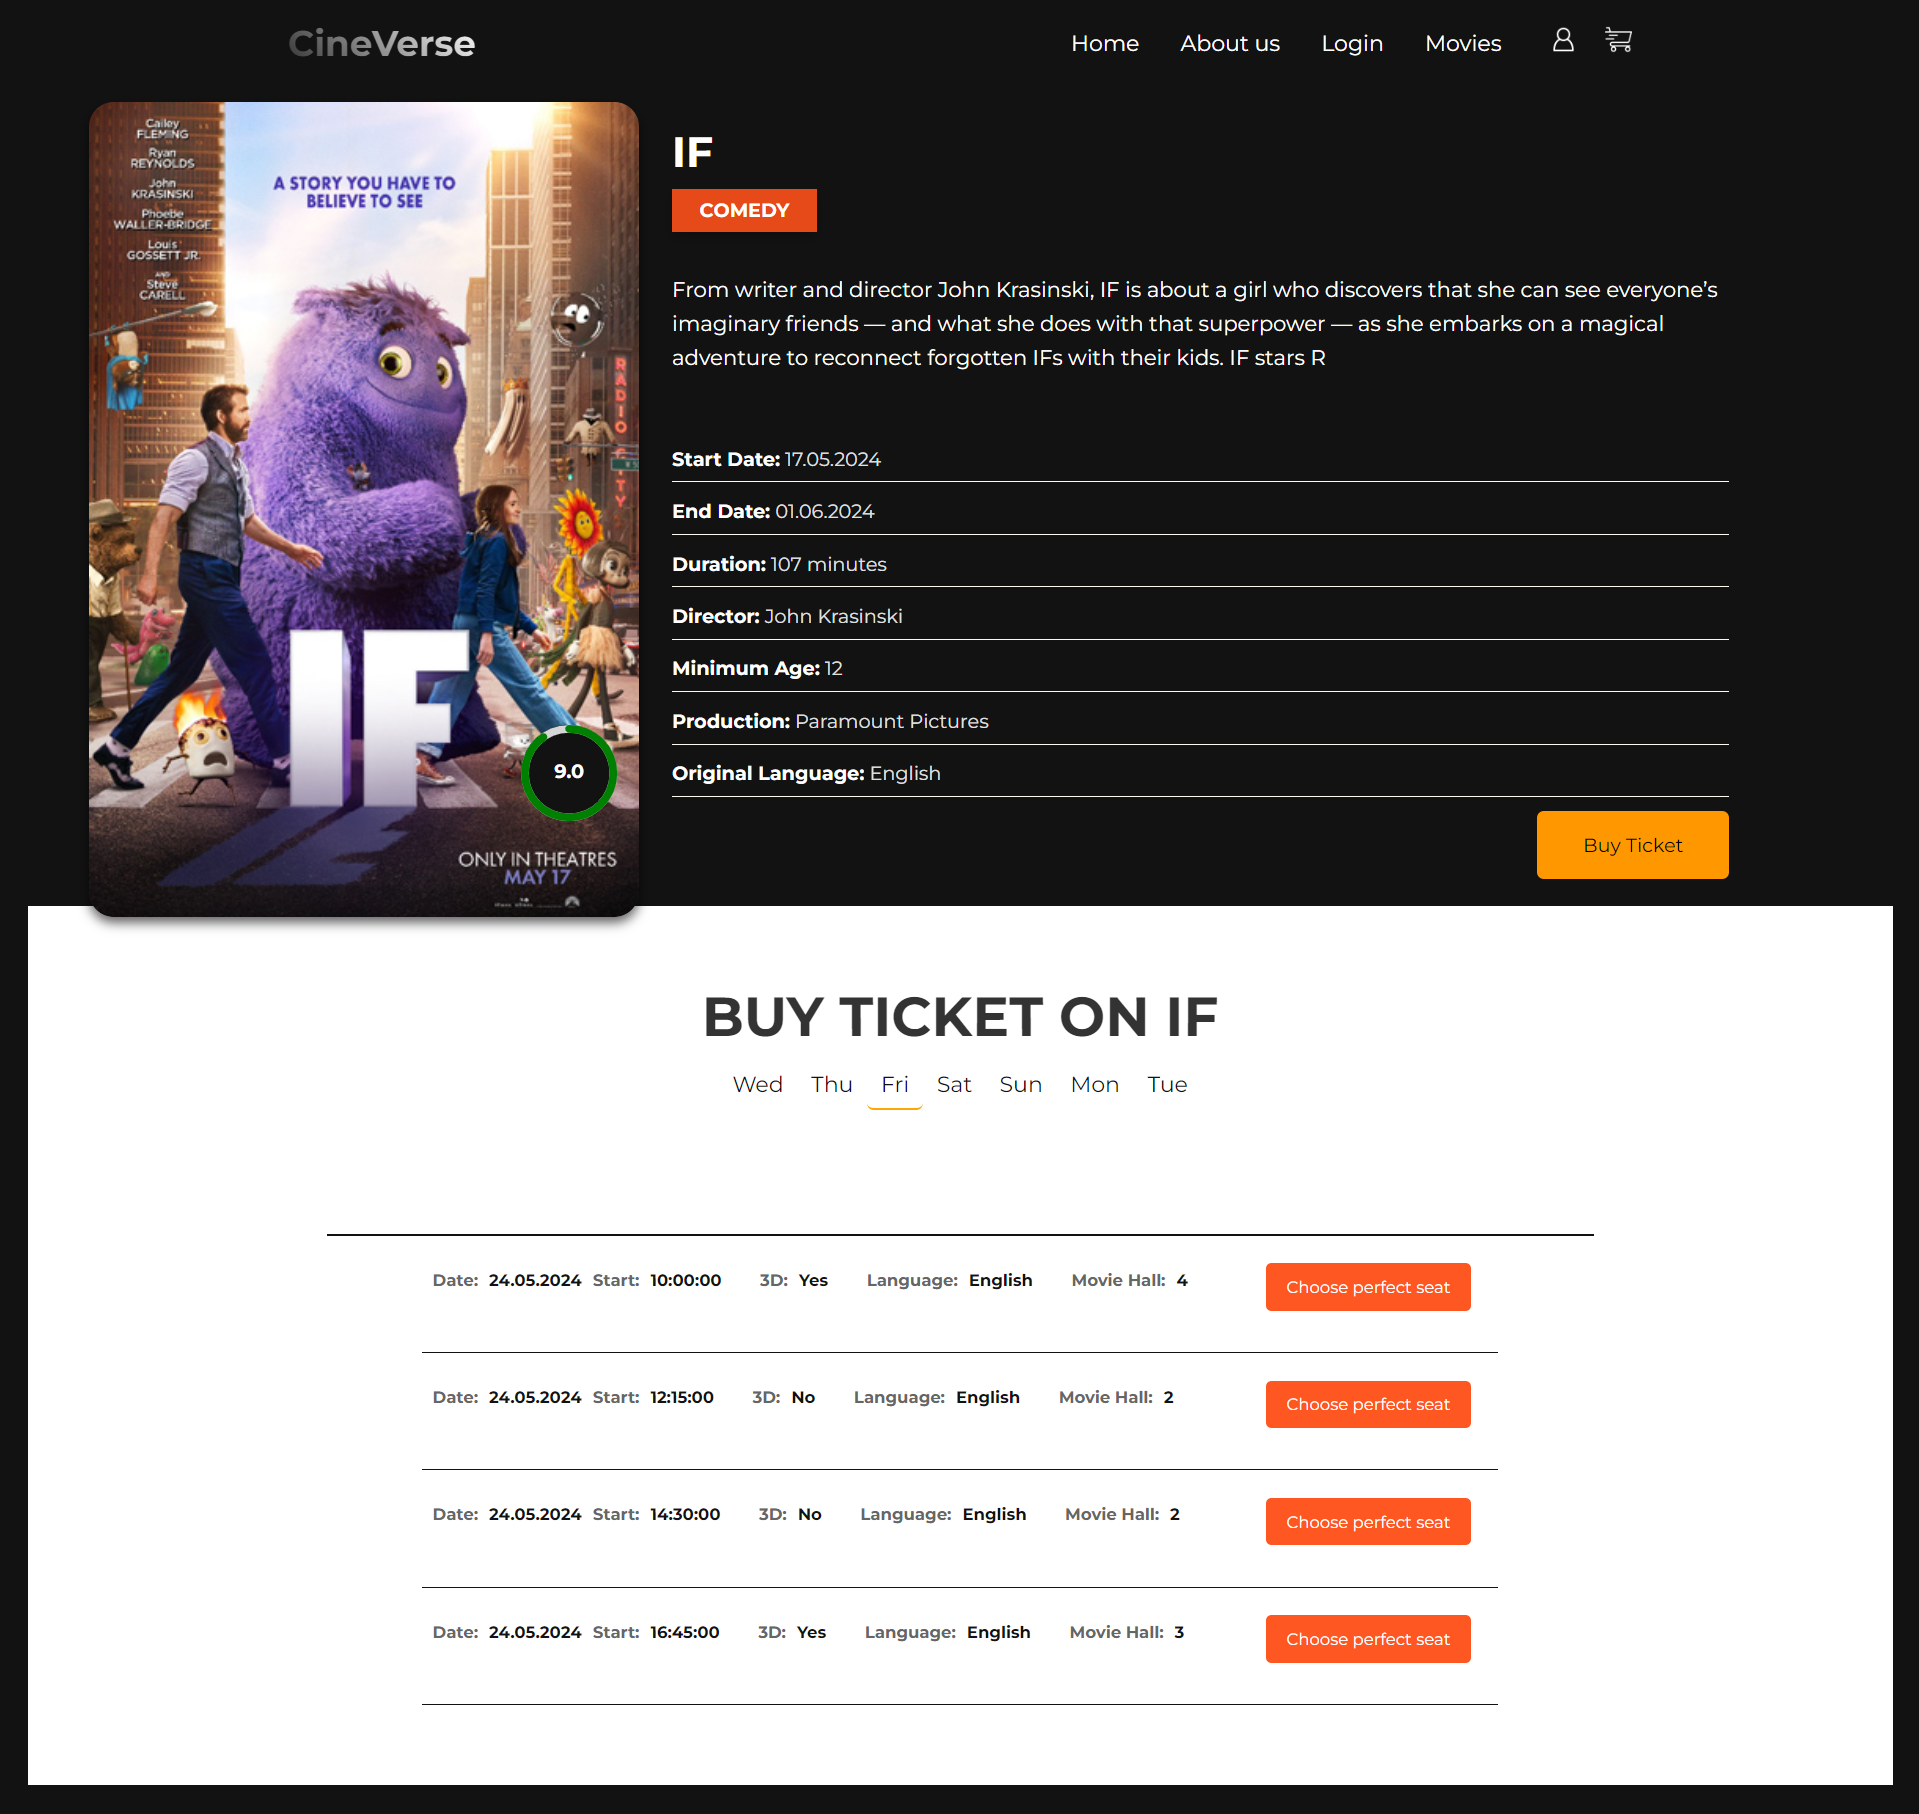 CineVerse
Home About us Login Movies
Cailey
FLEMING
Ryan
REYNOLDS
John
KRASINSKI
Phoebe
WALLER-BRIDGE
Louis
GOSSETT JR.
AND
Steve
CARELL
A STORY YOU HAVE TO
BELIEVE TO SEE
RADIO CITY
IF
9.0
ONLY IN THEATRES
MAY 17
IF
COMEDY
From writer and director John Krasinski, IF is about a girl who discovers that she can see everyone’s
imaginary friends — and what she does with that superpower — as she embarks on a magical
adventure to reconnect forgotten IFs with their kids. IF stars R
Start Date: 17.05.2024
End Date: 01.06.2024
Duration: 107 minutes
Director: John Krasinski
Minimum Age: 12
Production: Paramount Pictures
Original Language: English
Buy Ticket
BUY TICKET ON IF
Wed Thu Fri Sat Sun Mon Tue
Date: 24.05.2024 Start: 10:00:00 3D: Yes Language: English Movie Hall: 4 Choose perfect seat
Date: 24.05.2024 Start: 12:15:00 3D: No Language: English Movie Hall: 2 Choose perfect seat
Date: 24.05.2024 Start: 14:30:00 3D: No Language: English Movie Hall: 2 Choose perfect seat
Date: 24.05.2024 Start: 16:45:00 3D: Yes Language: English Movie Hall: 3 Choose perfect seat